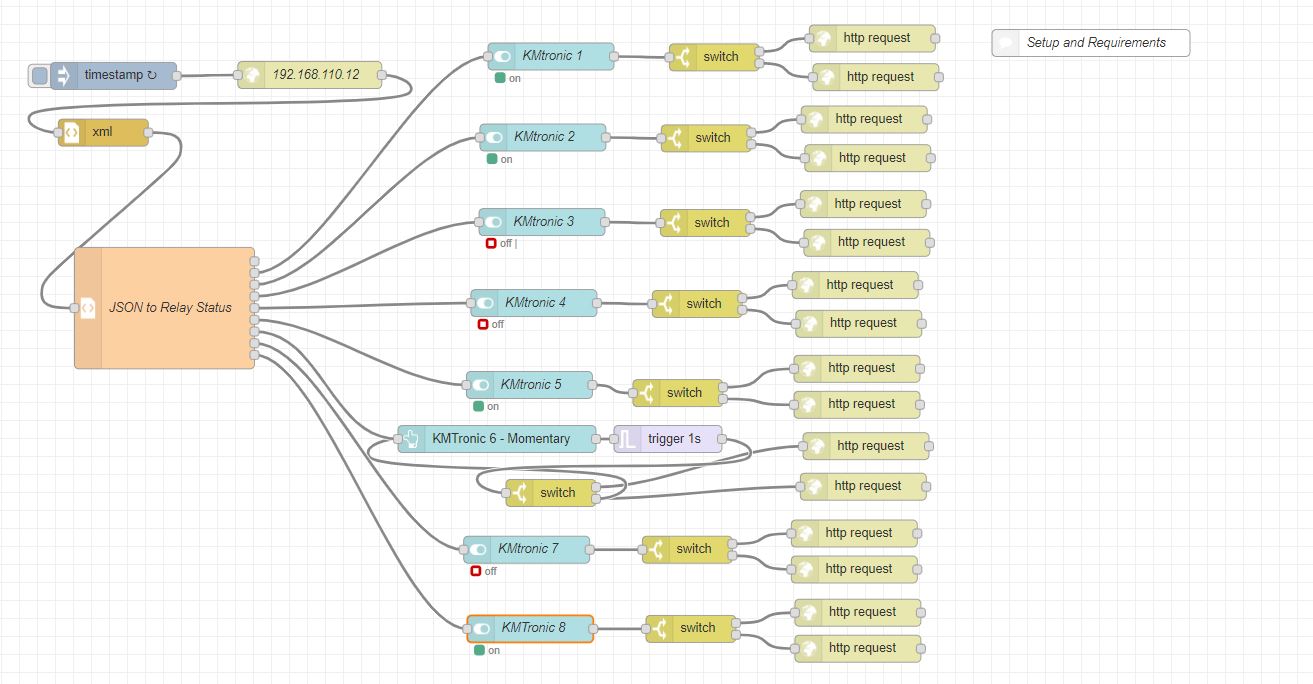 timestamp ↻
192.168.110.12
xml
JSON to Relay Status
KMtronic 1
on
switch
http request
http request
Setup and Requirements
KMtronic 2
on
switch
http request
http request
KMtronic 3
off |
switch
http request
http request
KMtronic 4
off
switch
http request
http request
KMtronic 5
on
switch
http request
http request
KMTronic 6 - Momentary
trigger 1s
switch
http request
http request
KMtronic 7
off
switch
http request
http request
KMTronic 8
on
switch
http request
http request